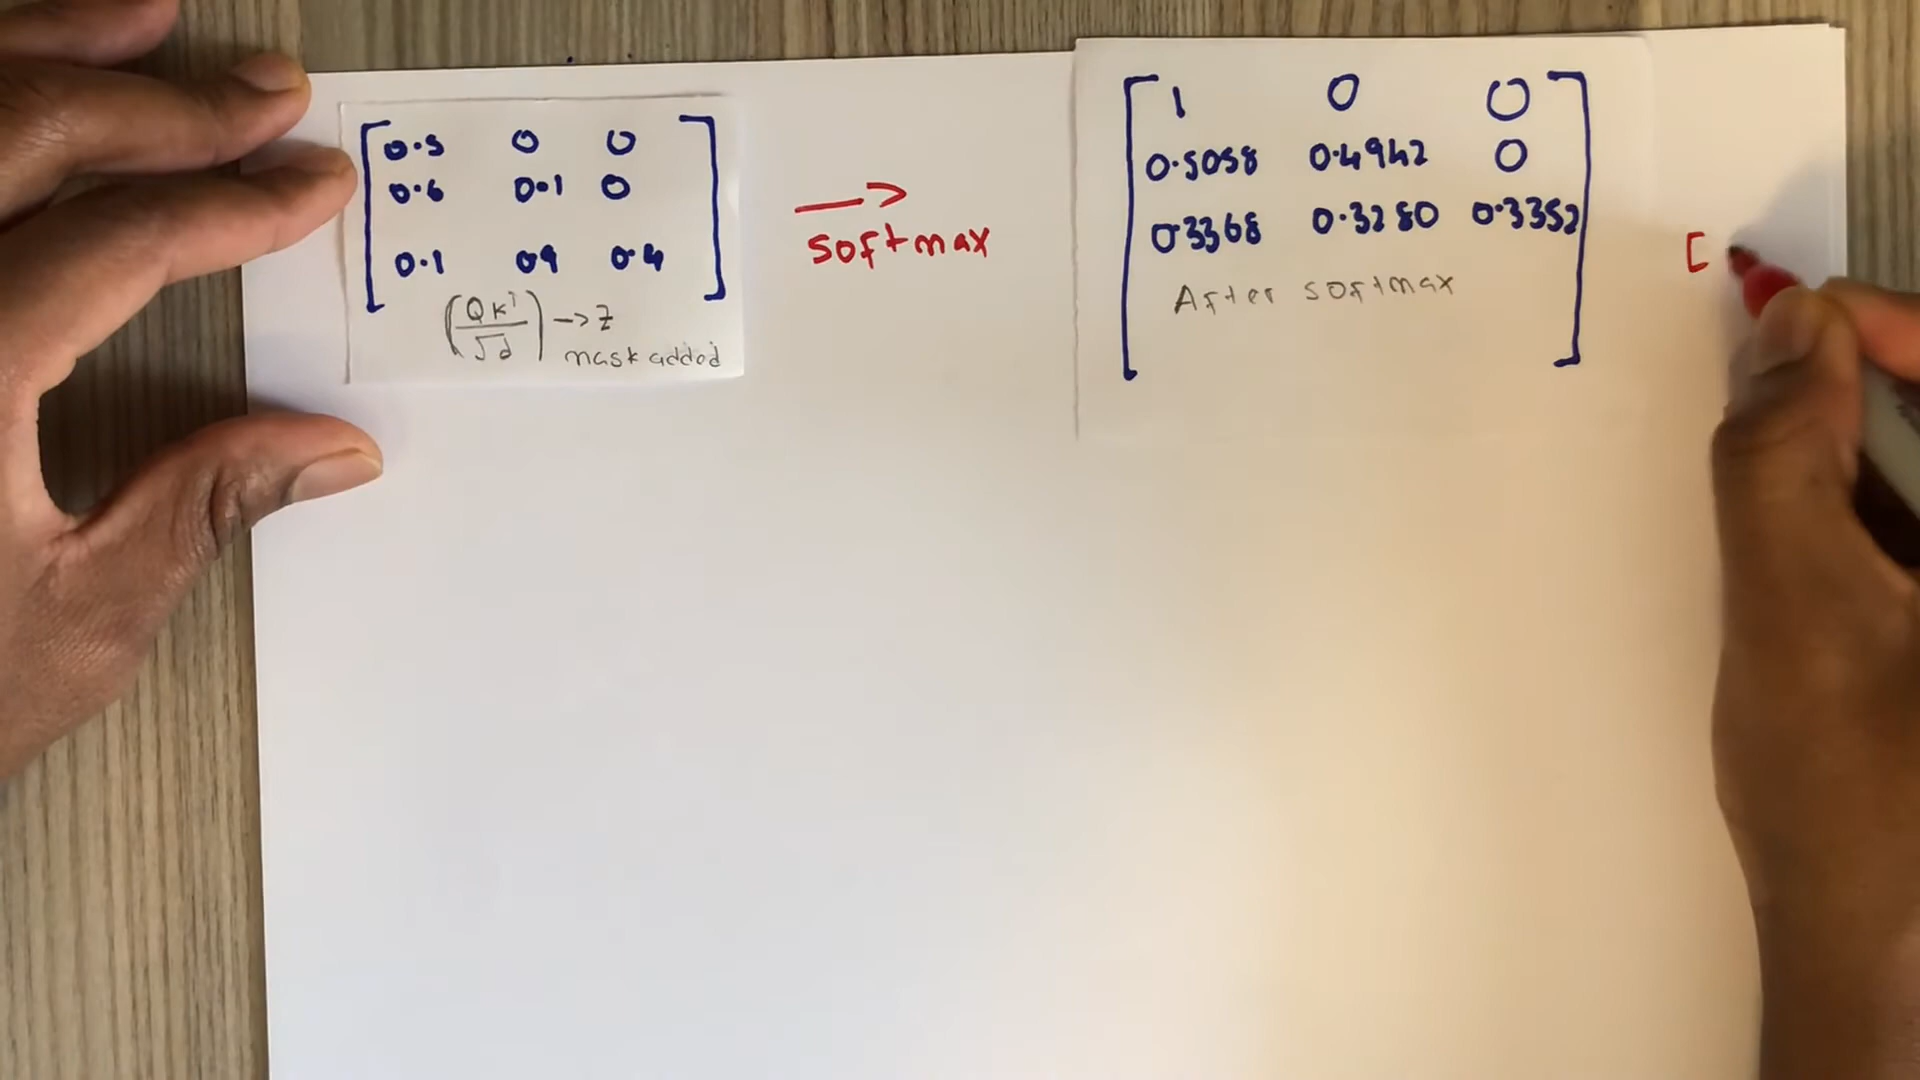 0.5 0 0
0.6 0.1 0
0.1 0.9 0.4
(QKᵀ/√d) → Z
mask added
→
softmax
1 0 0
0.5058 0.4942 0
0.3368 0.3280 0.3352
After softmax
[